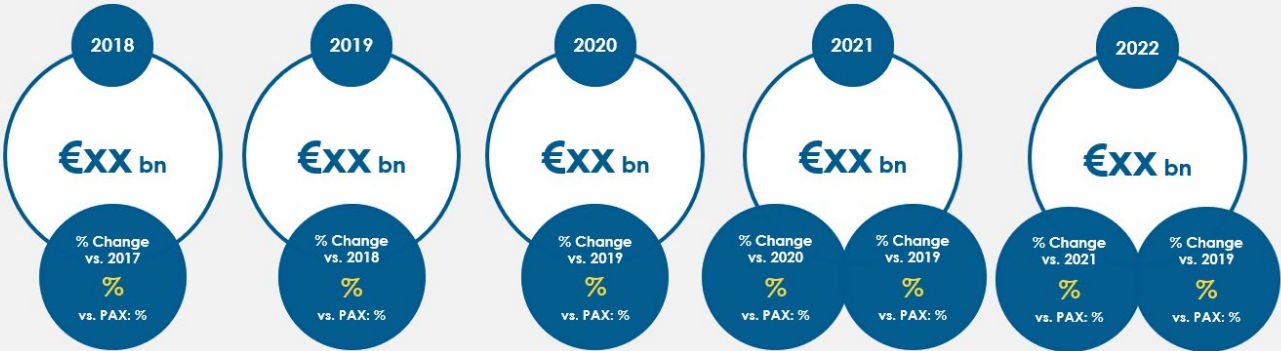 2018
€xx bn
% Change
vs. 2017
%
vs. PAX: %
2019
€xx bn
% Change
vs. 2018
%
vs. PAX: %
2020
€xx bn
% Change
vs. 2019
%
vs. PAX: %
2021
€xx bn
% Change
vs. 2020
%
vs. PAX: %
% Change
vs. 2019
%
vs. PAX: %
2022
€xx bn
% Change
vs. 2021
%
vs. PAX: %
% Change
vs. 2019
%
vs. PAX: %